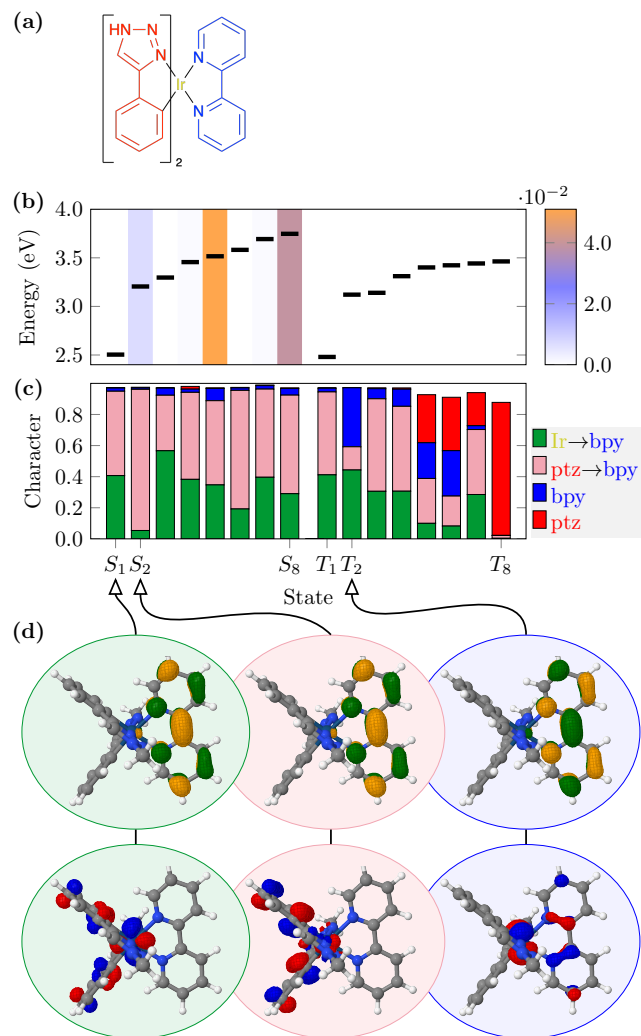 (a)
HN
N
N
Ir
N
N
2
(b)
·10⁻²
Energy (eV)
4.0
3.5
3.0
2.5
4.0
2.0
0.0
(c)
Character
0.8
0.6
0.4
0.2
0.0
Ir→bpy
ptz→bpy
bpy
ptz
S₁ S₂ S₈ T₁ T₂ T₈
State
(d)